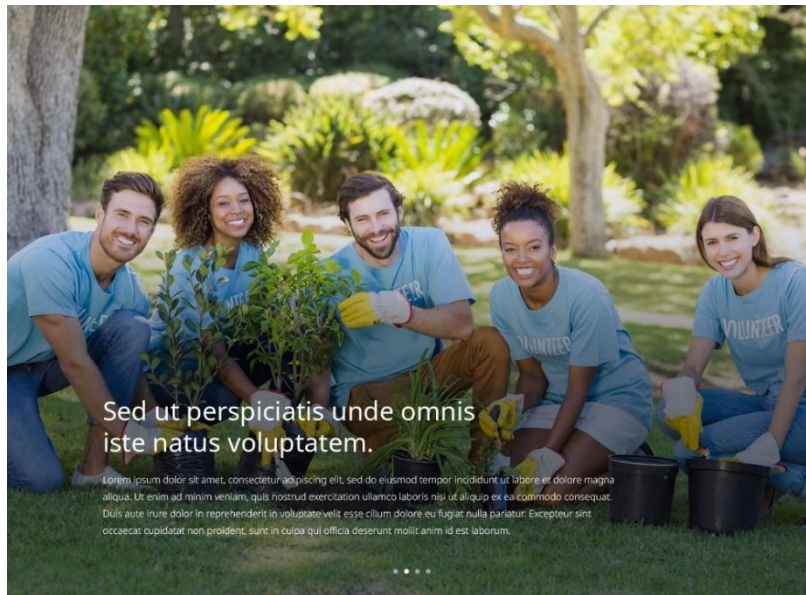 VOLUNTEER
Sed ut perspiciatis unde omnis
iste natus voluptatem.
Lorem ipsum dolor sit amet, consectetur adipiscing elit, sed do eiusmod tempor incididunt ut labore et dolore magna
aliqua. Ut enim ad minim veniam, quis nostrud exercitation ullamco laboris nisi ut aliquip ex ea commodo consequat.
Duis aute irure dolor in reprehenderit in voluptate velit esse cillum dolore eu fugiat nulla pariatur. Excepteur sint
occaecat cupidatat non proident, sunt in culpa qui officia deserunt mollit anim id est laborum.